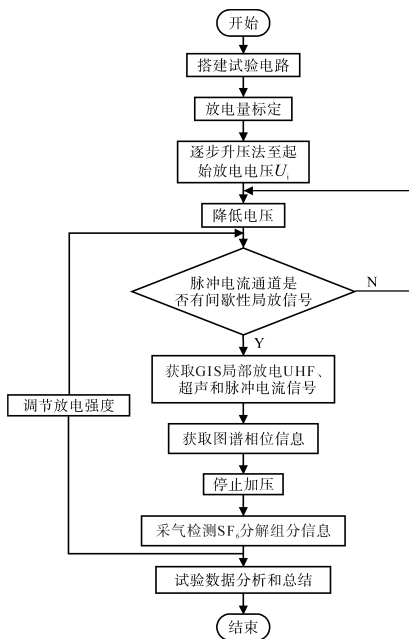 开始
搭建试验电路
放电量标定
逐步升压法至起
始放电电压Ui
降低电压
脉冲电流通道是
否有间歇性局放信号
N
Y
获取GIS局部放电UHF、
超声和脉冲电流信号
调节放电强度
获取图谱相位信息
停止加压
采气检测SF6分解组分信息
试验数据分析和总结
结束